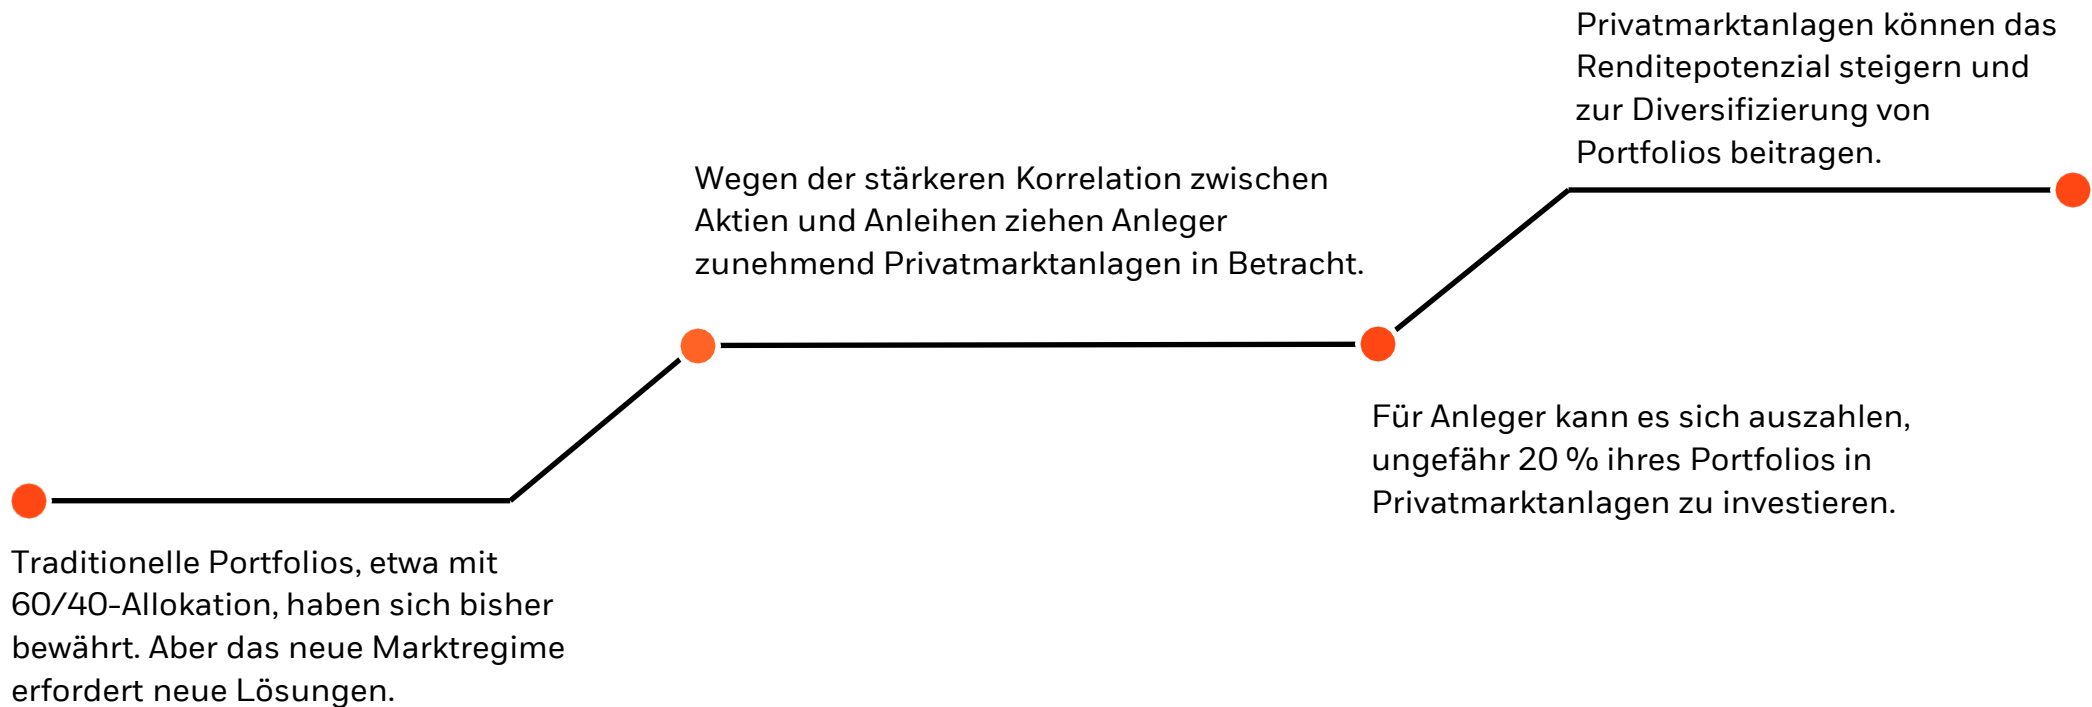 Traditionelle Portfolios, etwa mit
60/40-Allokation, haben sich bisher
bewährt. Aber das neue Marktregime
erfordert neue Lösungen.
Wegen der stärkeren Korrelation zwischen
Aktien und Anleihen ziehen Anleger
zunehmend Privatmarktanlagen in Betracht.
Für Anleger kann es sich auszahlen,
ungefähr 20 % ihres Portfolios in
Privatmarktanlagen zu investieren.
Privatmarktanlagen können das
Renditepotenzial steigern und
zur Diversifizierung von
Portfolios beitragen.